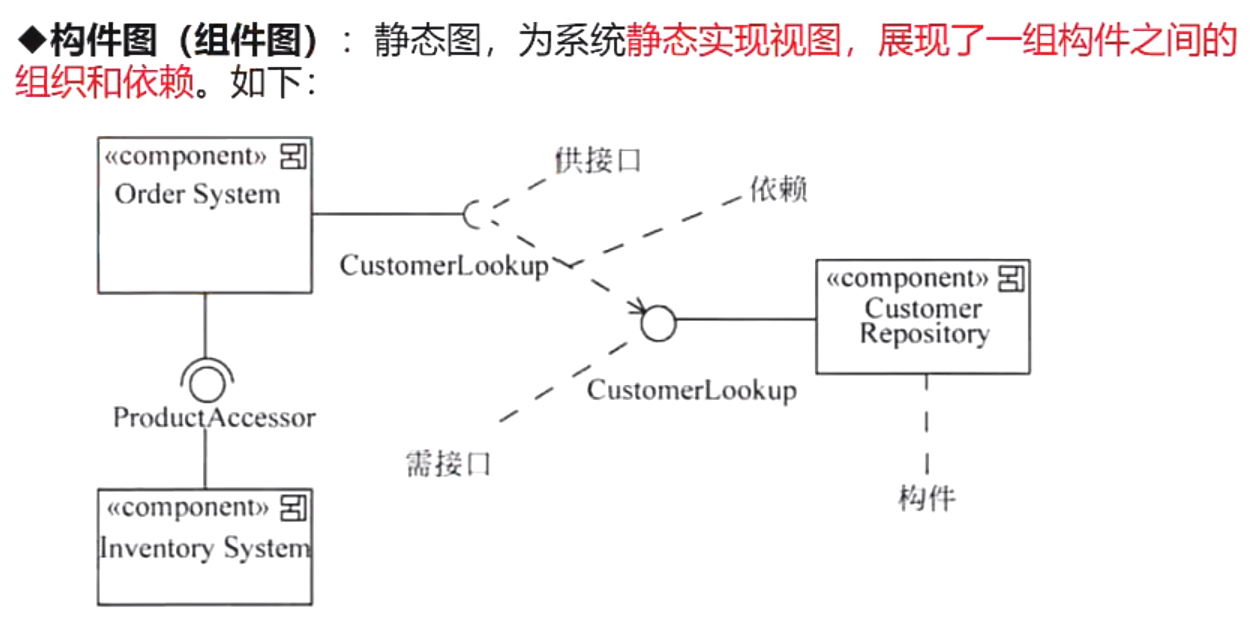 ◆构件图（组件图）：静态图，为系统静态实现视图，展现了一组构件之间的
组织和依赖。如下：
«component»
Order System
供接口
依赖
CustomerLookup
«component»
Customer
Repository
CustomerLookup
ProductAccessor
需接口
构件
«component»
Inventory System